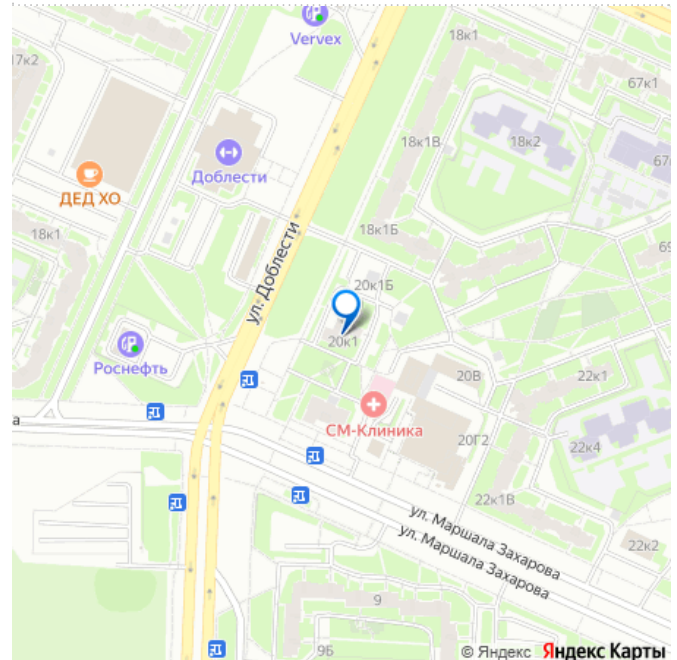 Vervex
18к1
17к2
67к1
18к1В
18к2
67
Доблести
ДЕД ХО
18к1
18к1Б
69
ул. Доблести
20к1Б
20к1
Роснефть
20В
22к1
СМ-Клиника
а
20Г2
22к4
22к1В
ул. Маршала Захарова
ул. Маршала Захарова
22к2
9
9Б
© Яндекс Яндекс Карты